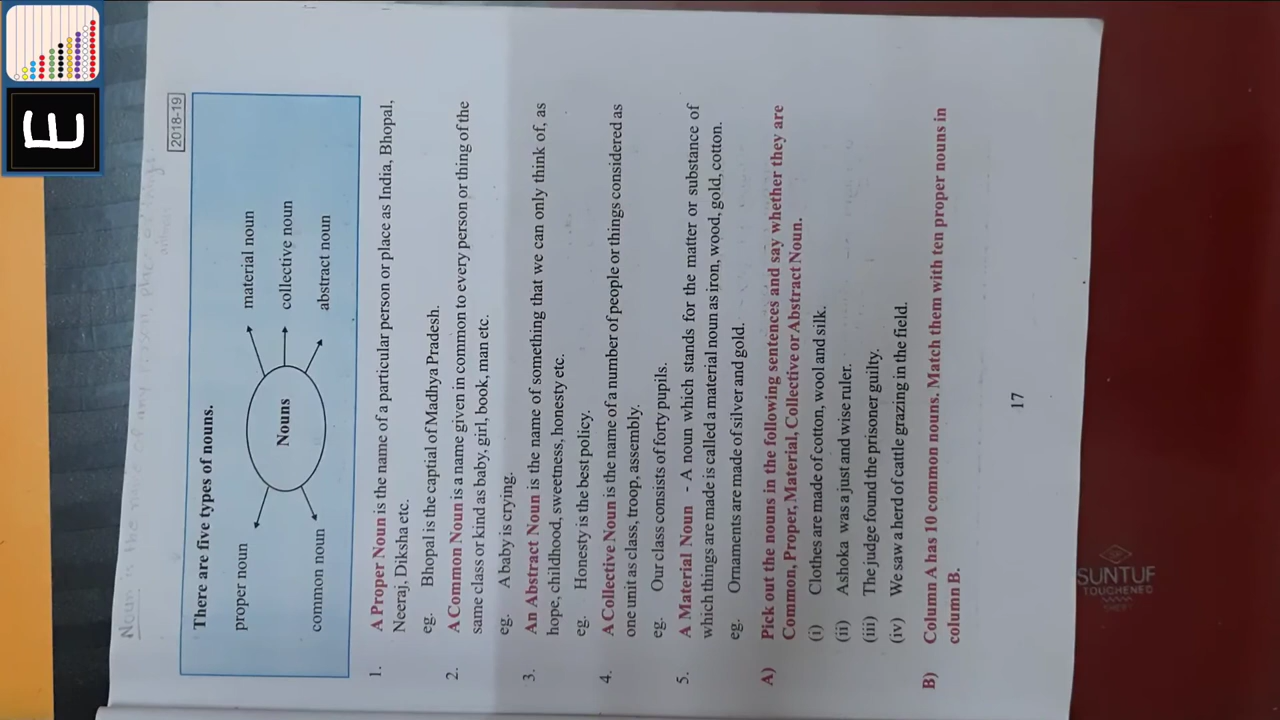 E
Noun is the name of any person, place or things
2018-19
There are five types of nouns.
proper noun
common noun
Nouns
material noun
collective noun
abstract noun
1. A Proper Noun is the name of a particular person or place as India, Bhopal,
Neeraj, Diksha etc.
eg. Bhopal is the captial of Madhya Pradesh.
2. A Common Noun is a name given in common to every person or thing of the
same class or kind as baby, girl, book, man etc.
eg. A baby is crying.
3. An Abstract Noun is the name of something that we can only think of, as
hope, childhood, sweetness, honesty etc.
eg. Honesty is the best policy.
4. A Collective Noun is the name of a number of people or things considered as
one unit as class, troop, assembly.
eg. Our class consists of forty pupils.
5. A Material Noun - A noun which stands for the matter or substance of
which things are made is called a material noun as iron, wood, gold, cotton.
eg. Ornaments are made of silver and gold.
A) Pick out the nouns in the following sentences and say whether they are
Common, Proper, Material, Collective or Abstract Noun.
(i) Clothes are made of cotton, wool and silk.
(ii) Ashoka was a just and wise ruler.
(iii) The judge found the prisoner guilty.
(iv) We saw a herd of cattle grazing in the field.
B) Column A has 10 common nouns. Match them with ten proper nouns in
column B.
17
SUNTUF
TOUGHENED